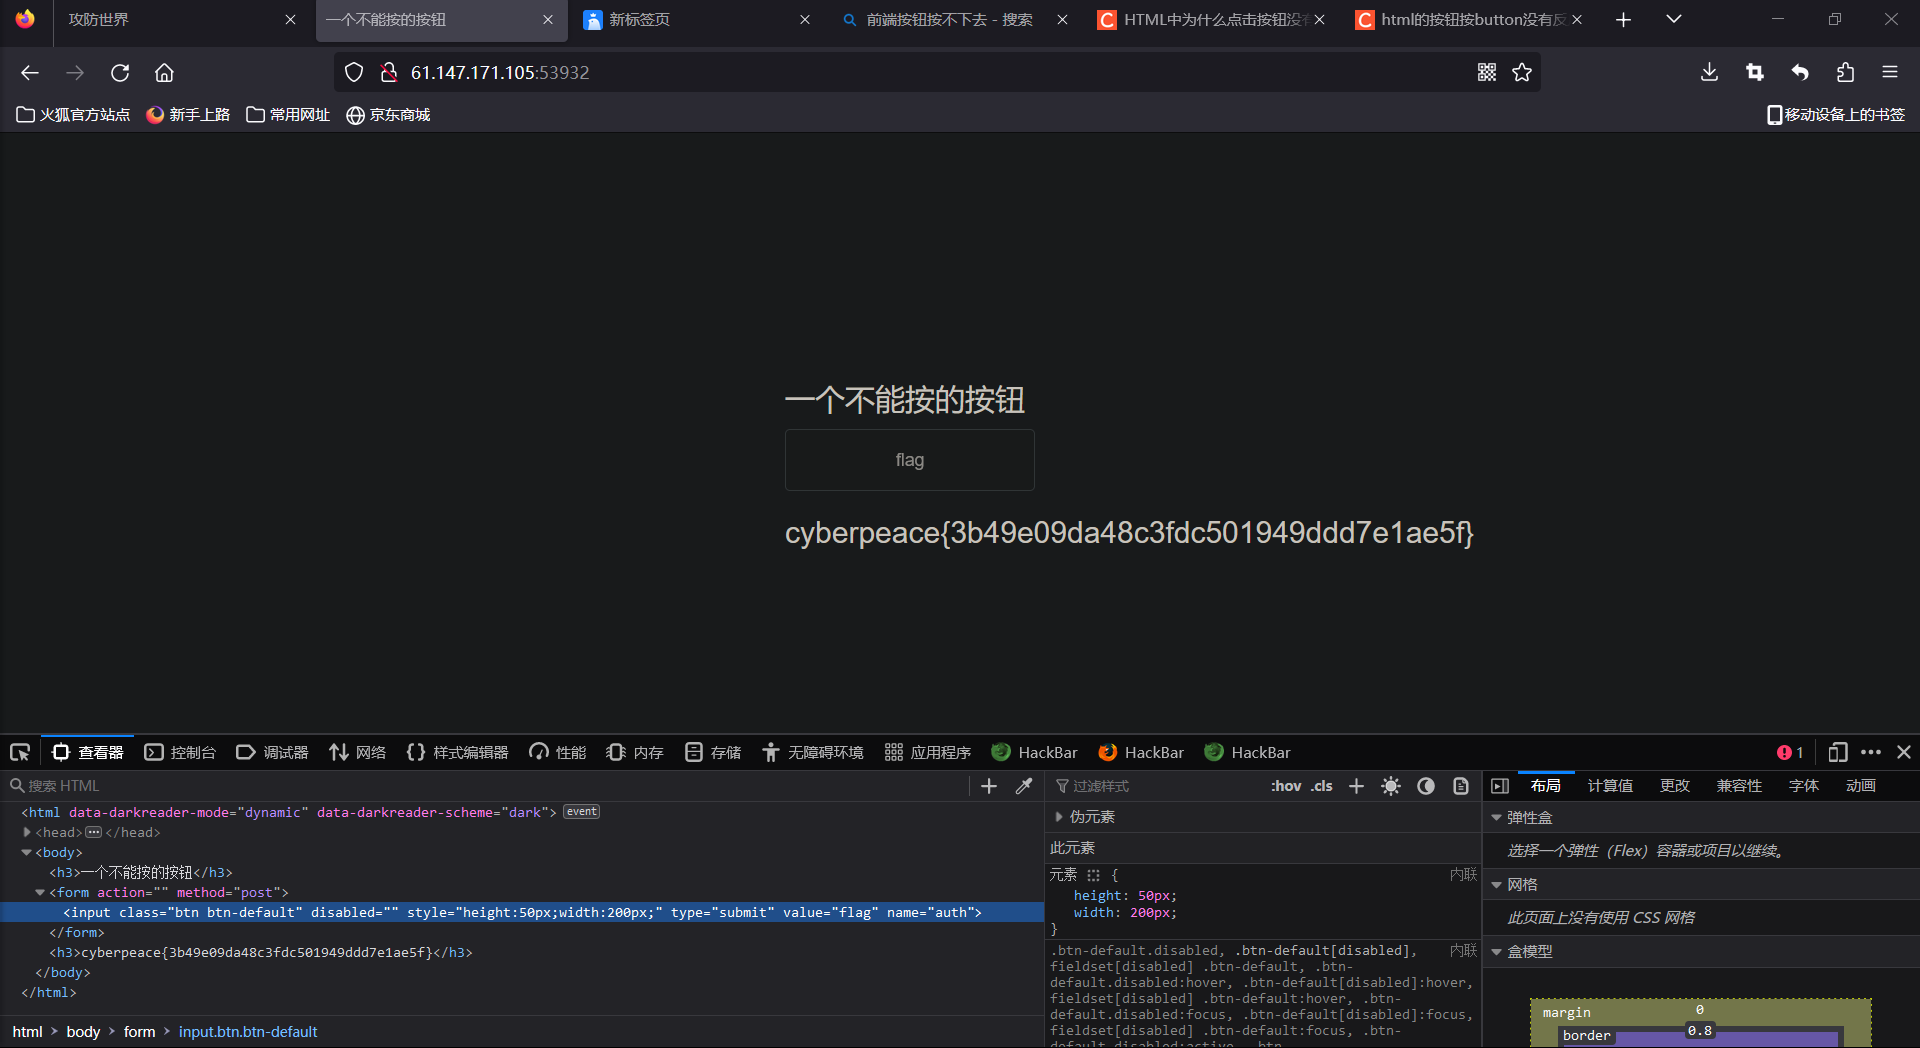 攻防世界
一个不能按的按钮
新标签页
前端按钮按不下去 - 搜索
HTML中为什么点击按钮没有
html的按钮按button没有反
61.147.171.105:53932
火狐官方站点
新手上路
常用网址
京东商城
移动设备上的书签
一个不能按的按钮
flag
cyberpeace{3b49e09da48c3fdc501949ddd7e1ae5f}
查看器
控制台
调试器
网络
样式编辑器
性能
内存
存储
无障碍环境
应用程序
HackBar
HackBar
HackBar
1
搜索 HTML
<html data-darkreader-mode="dynamic" data-darkreader-scheme="dark"> event
<head>⋯</head>
<body>
<h3>一个不能按的按钮</h3>
<form action="" method="post">
<input class="btn btn-default" disabled="" style="height:50px;width:200px;" type="submit" value="flag" name="auth">
</form>
<h3>cyberpeace{3b49e09da48c3fdc501949ddd7e1ae5f}</h3>
</body>
</html>
html > body > form > input.btn.btn-default
过滤样式
:hov .cls
伪元素
此元素
元素 { 内联
height: 50px;
width: 200px;
}
.btn-default.disabled, .btn-default[disabled], 内联
fieldset[disabled] .btn-default, .btn-
default.disabled:hover, .btn-default[disabled]:hover,
fieldset[disabled] .btn-default:hover, .btn-
default.disabled:focus, .btn-default[disabled]:focus,
fieldset[disabled] .btn-default:focus, .btn-
default.disabled:active, .btn-
布局
计算值
更改
兼容性
字体
动画
弹性盒
选择一个弹性（Flex）容器或项目以继续。
网格
此页面上没有使用 CSS 网格
盒模型
margin
0
border
0.8